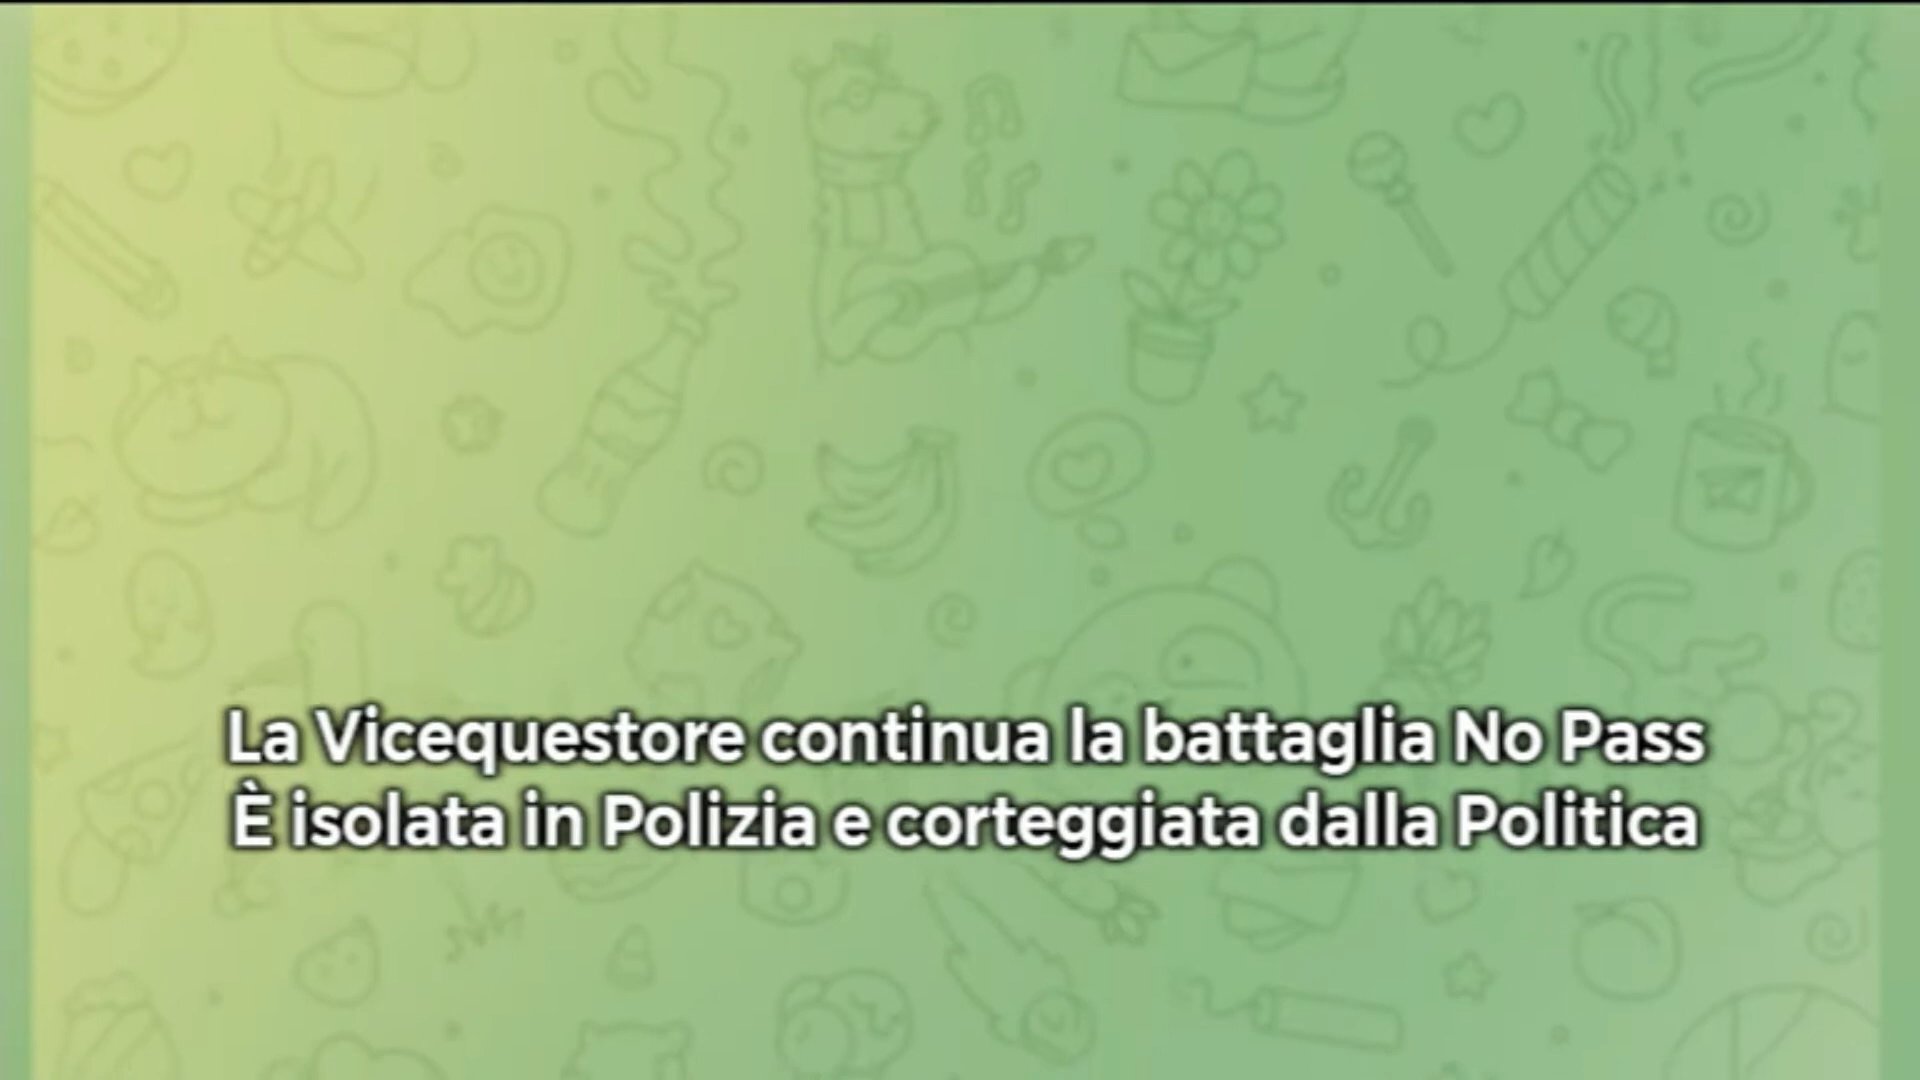 La Vicequestore continua la battaglia No Pass
È isolata in Polizia e corteggiata dalla Politica